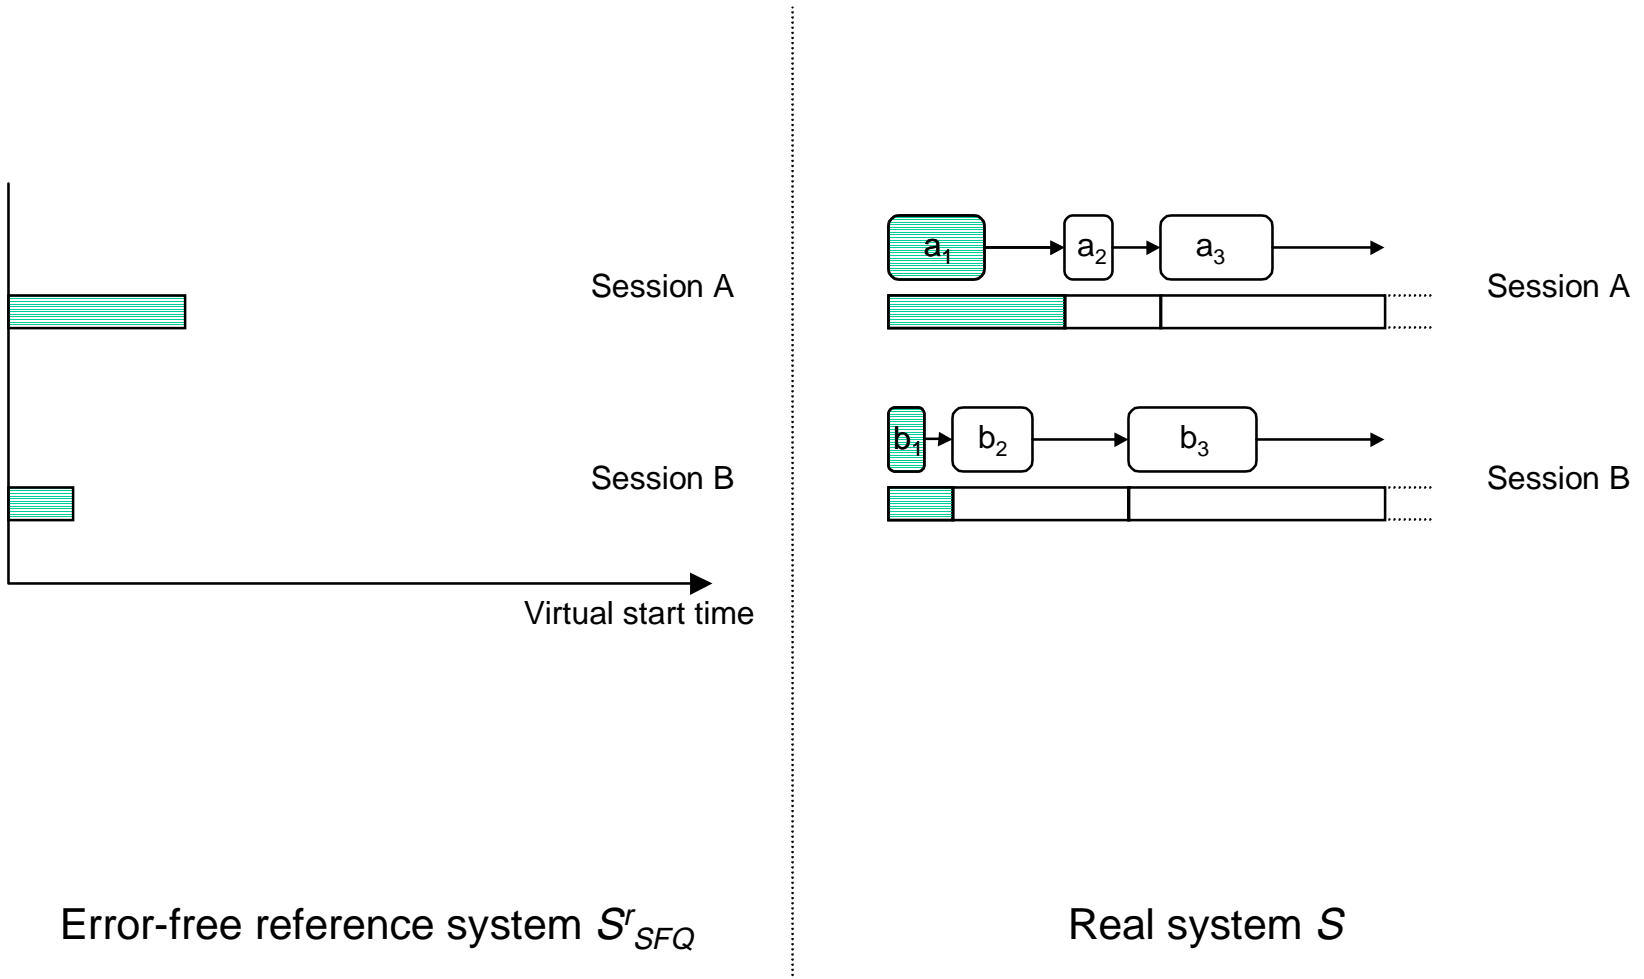 Session A
Session B
Virtual start time
Error-free reference system SʳSFQ
a₁ a₂ a₃
Session A
b₁ b₂ b₃
Session B
Real system S